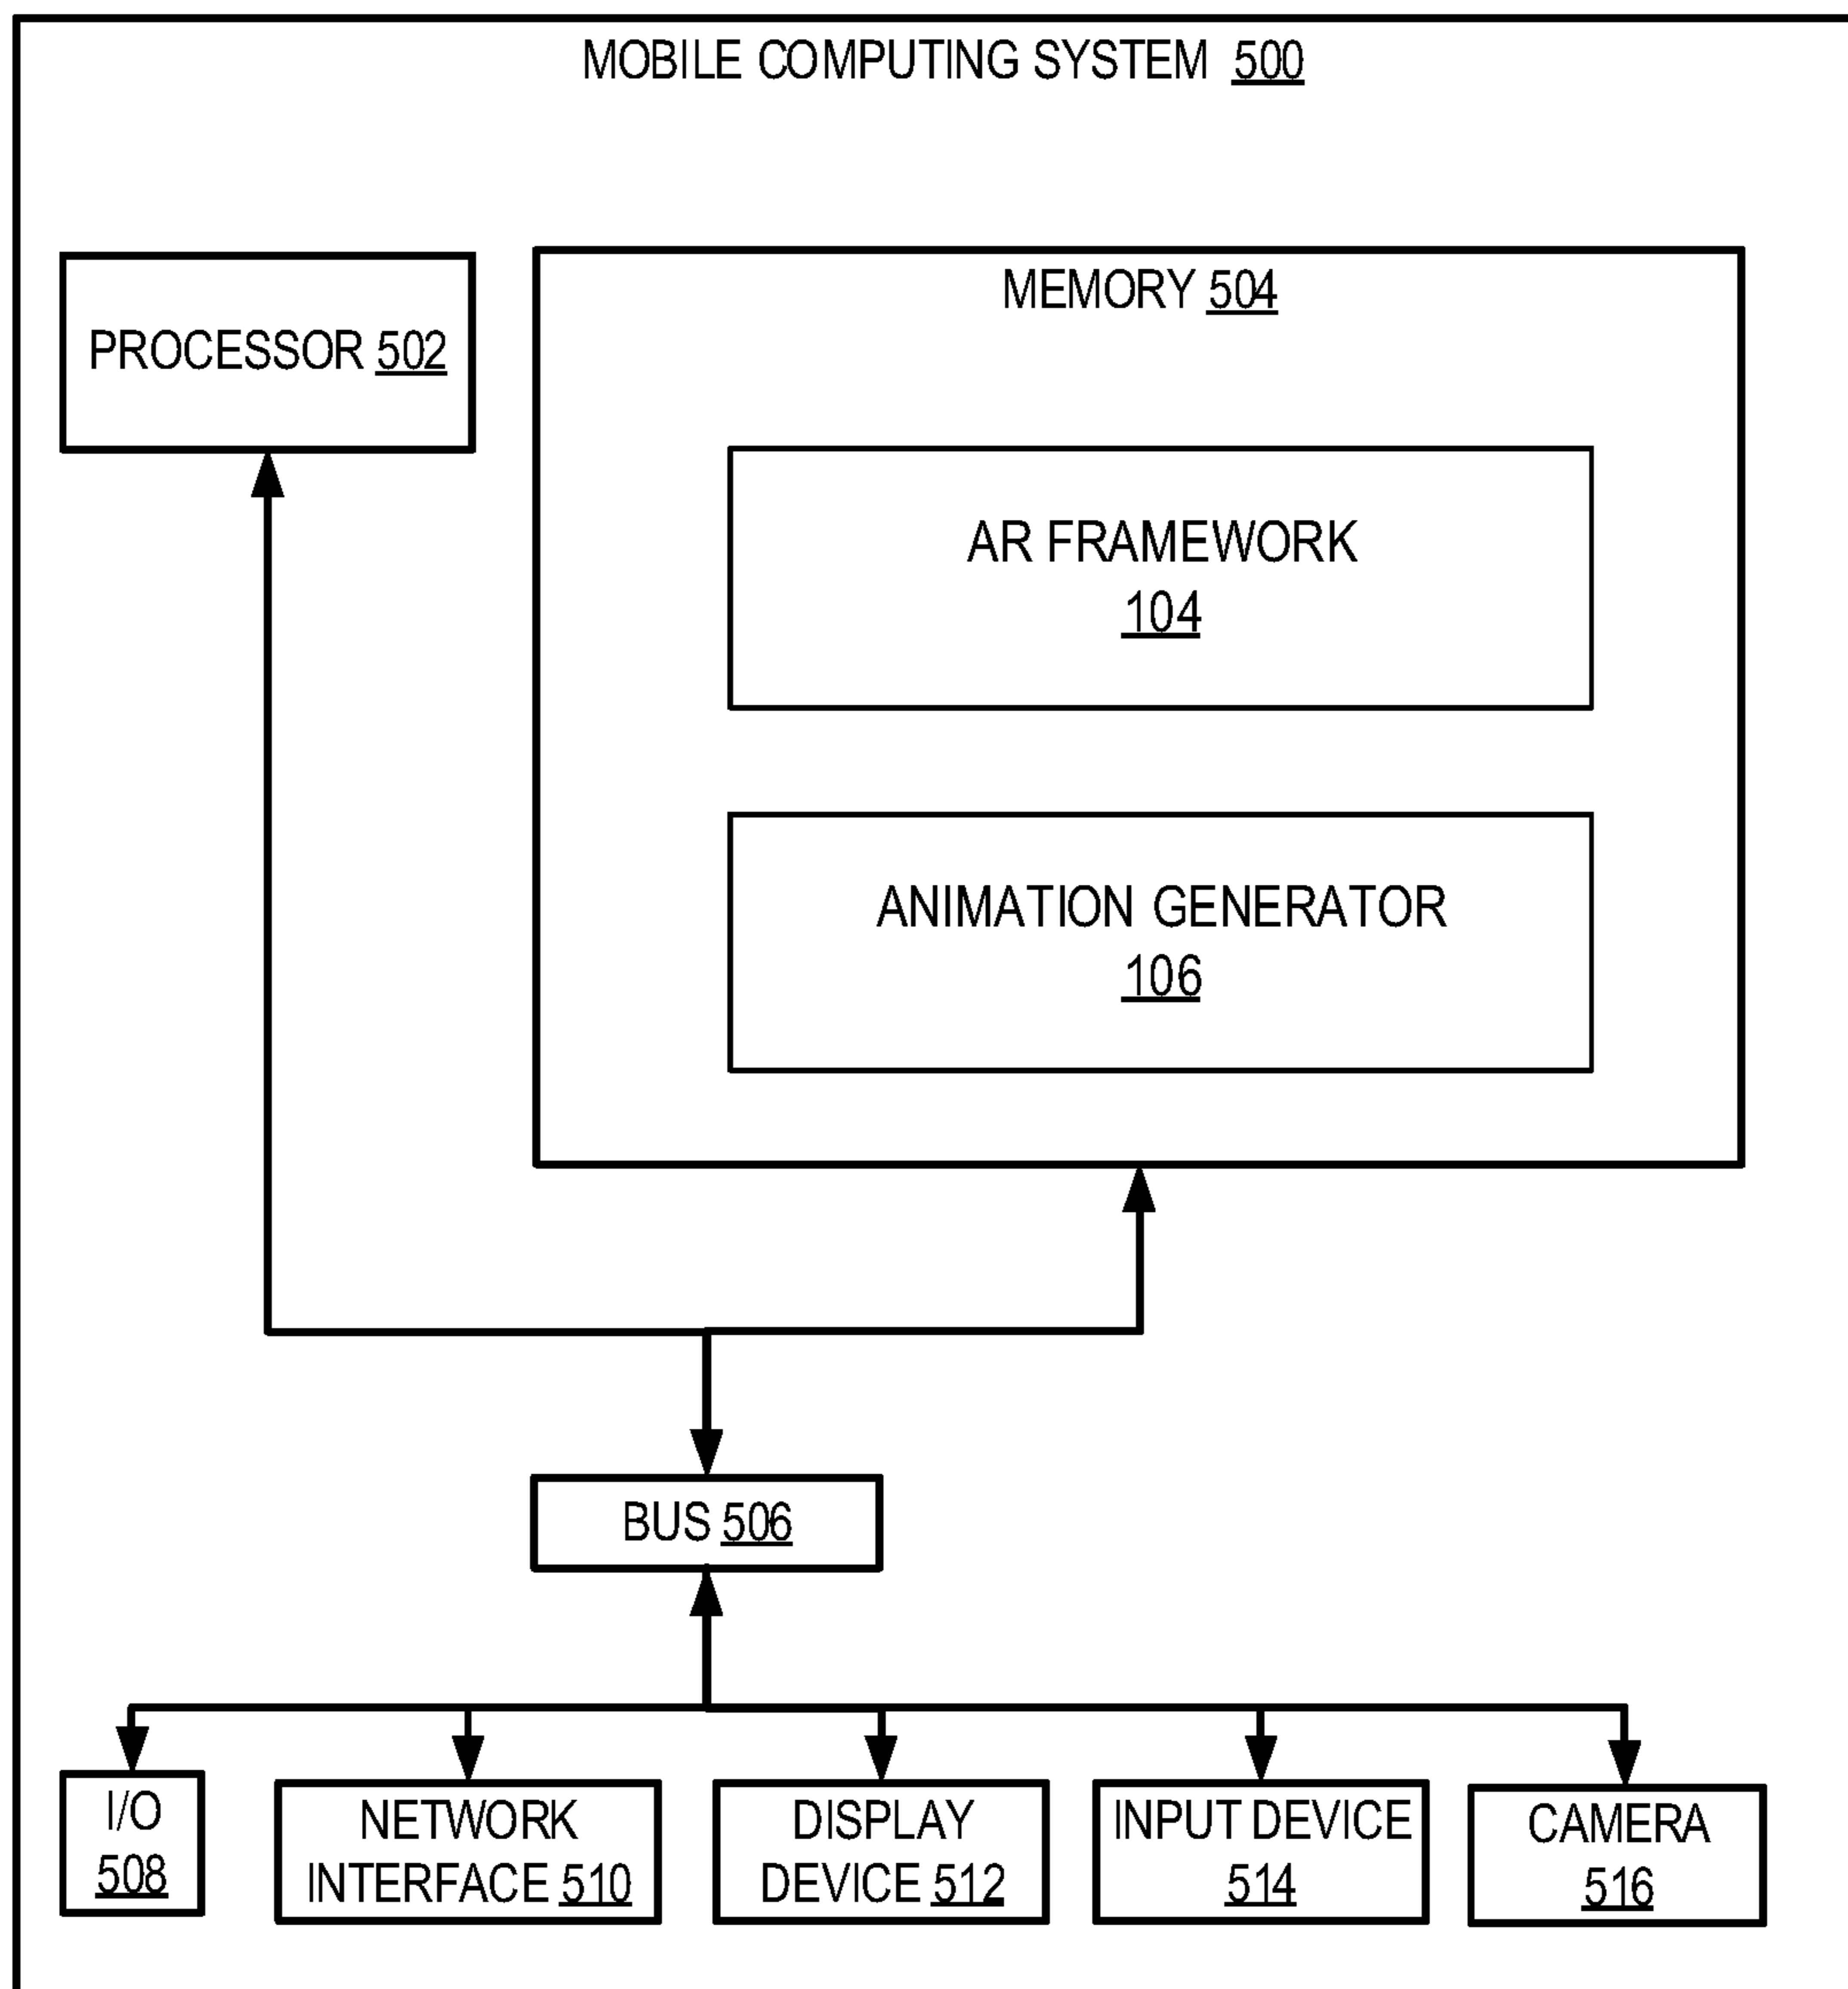 MOBILE COMPUTING SYSTEM 500
PROCESSOR 502
MEMORY 504
AR FRAMEWORK
104
ANIMATION GENERATOR
106
BUS 506
I/O
508
NETWORK
INTERFACE 510
DISPLAY
DEVICE 512
INPUT DEVICE
514
CAMERA
516